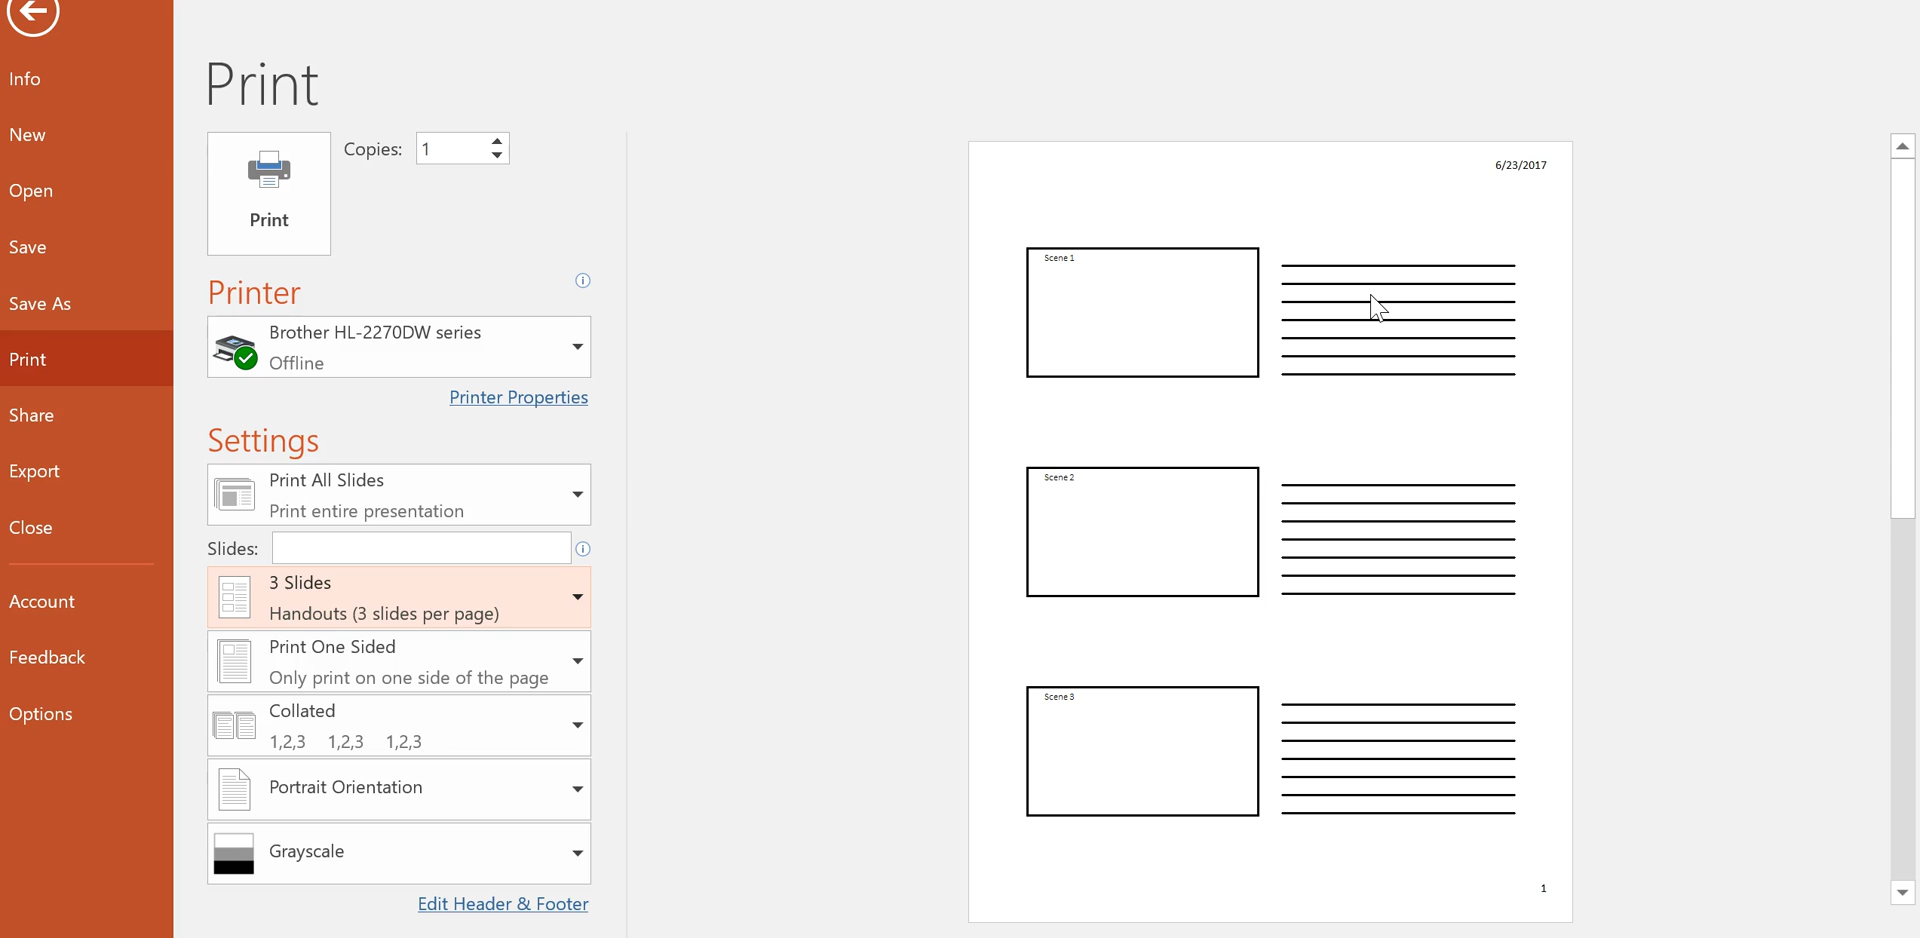 Info
New
Open
Save
Save As
Print
Share
Export
Close
Account
Feedback
Options
Print
Print
Copies: 1
Printer
Brother HL-2270DW series
Offline
Printer Properties
Settings
Print All Slides
Print entire presentation
Slides:
3 Slides
Handouts (3 slides per page)
Print One Sided
Only print on one side of the page
Collated
1,2,3 1,2,3 1,2,3
Portrait Orientation
Grayscale
Edit Header & Footer
6/23/2017
Scene 1
Scene 2
Scene 3
1